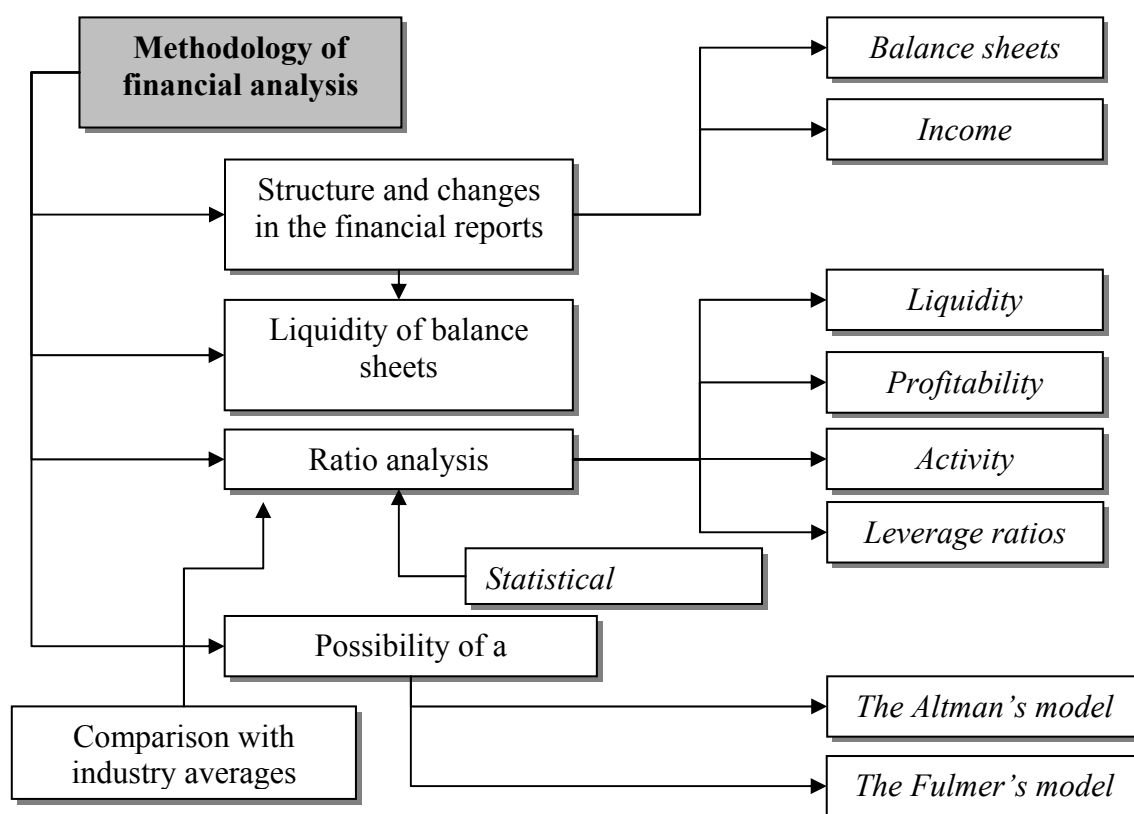 Methodology of
financial analysis
Balance sheets
Income
Structure and changes
in the financial reports
Liquidity of balance
sheets
Liquidity
Profitability
Ratio analysis
Activity
Leverage ratios
Statistical
Possibility of a
Comparison with
industry averages
The Altman’s model
The Fulmer’s model